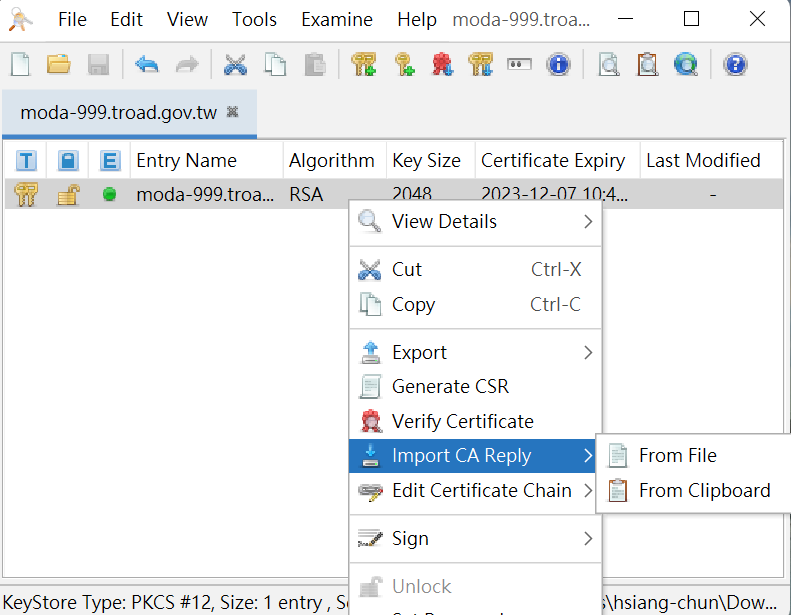 File Edit View Tools Examine Help moda-999.troa...
moda-999.troad.gov.tw
T E Entry Name Algorithm Key Size Certificate Expiry Last Modified
moda-999.troa... RSA 2048 2023-12-07 10:4... -
View Details
Cut Ctrl-X
Copy Ctrl-C
Export
Generate CSR
Verify Certificate
Import CA Reply
From File
From Clipboard
Edit Certificate Chain
Sign
Unlock
KeyStore Type: PKCS #12, Size: 1 entry , s\hsiang-chun\Dow...